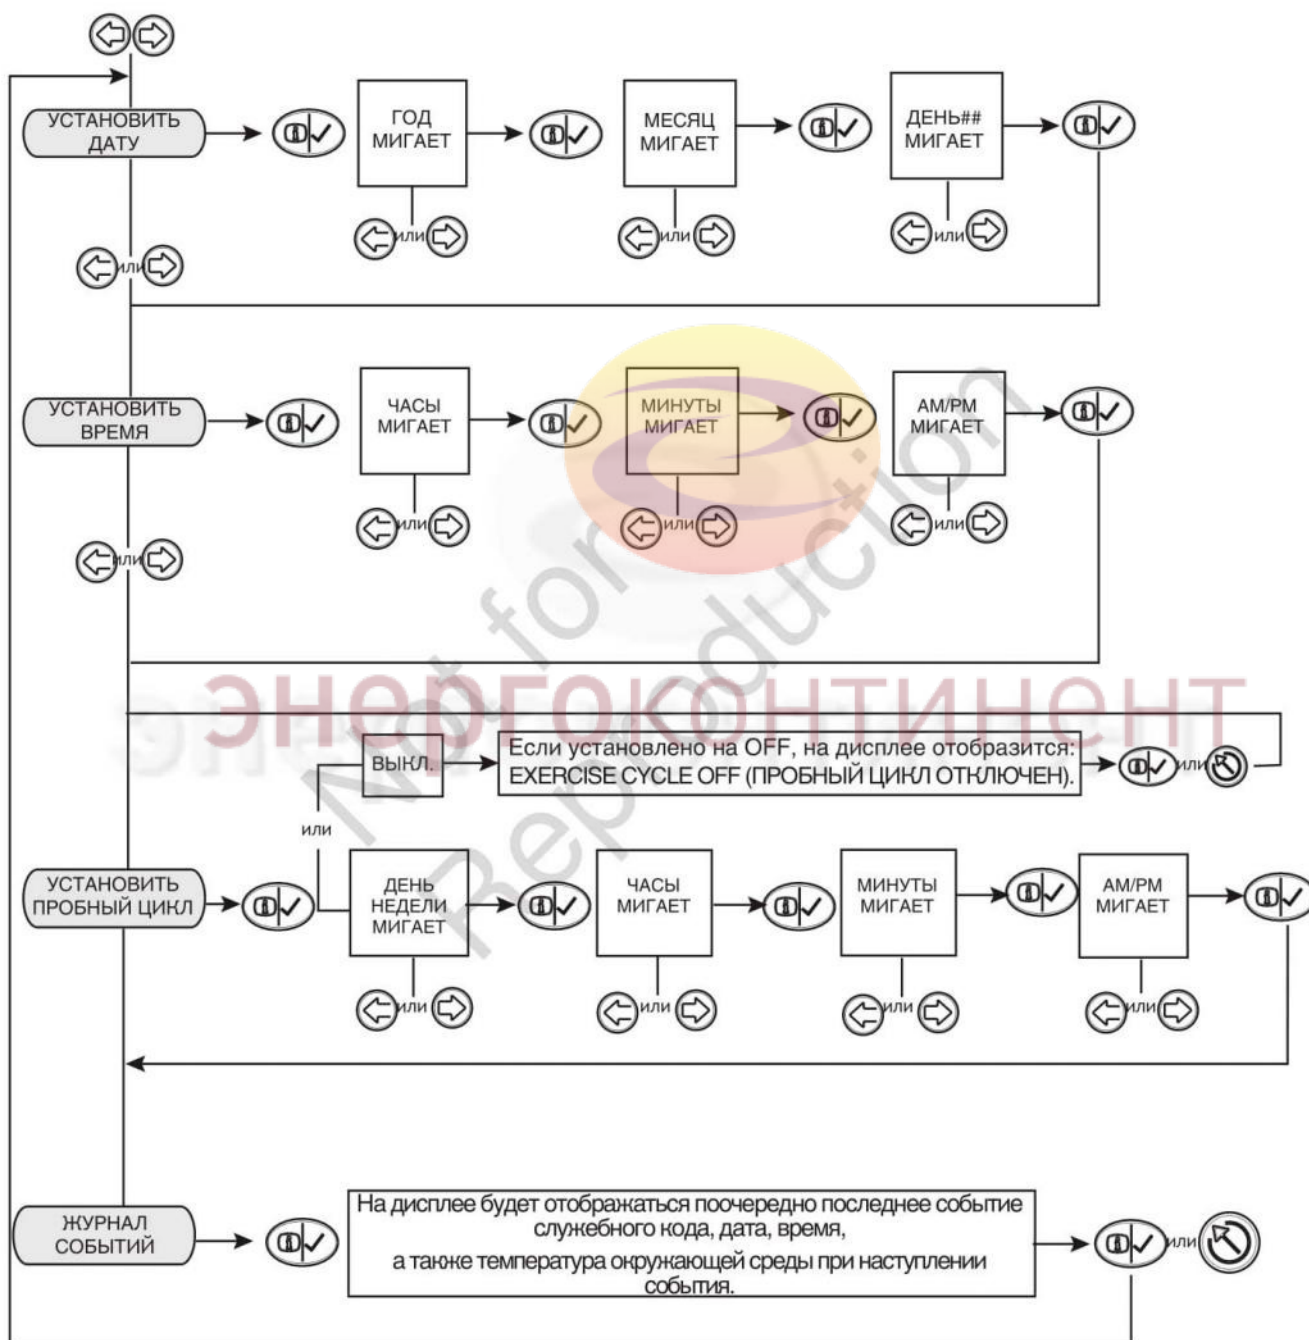 УСТАНОВИТЬ
ДАТУ
ГОД
МИГАЕТ
МЕСЯЦ
МИГАЕТ
ДЕНЬ##
МИГАЕТ
или
или
или
или
УСТАНОВИТЬ
ВРЕМЯ
ЧАСЫ
МИГАЕТ
МИНУТЫ
МИГАЕТ
AM/PM
МИГАЕТ
или
или
или
или
Not for
Reproduction
энергоконтинент
ВЫКЛ.
Если установлено на OFF, на дисплее отобразится:
EXERCISE CYCLE OFF (ПРОБНЫЙ ЦИКЛ ОТКЛЮЧЕН).
или
или
УСТАНОВИТЬ
ПРОБНЫЙ ЦИКЛ
ДЕНЬ
НЕДЕЛИ
МИГАЕТ
ЧАСЫ
МИГАЕТ
МИНУТЫ
МИГАЕТ
AM/PM
МИГАЕТ
или
или
или
или
ЖУРНАЛ
СОБЫТИЙ
На дисплее будет отображаться поочередно последнее событие
служебного кода, дата, время,
а также температура окружающей среды при наступлении
события.
или